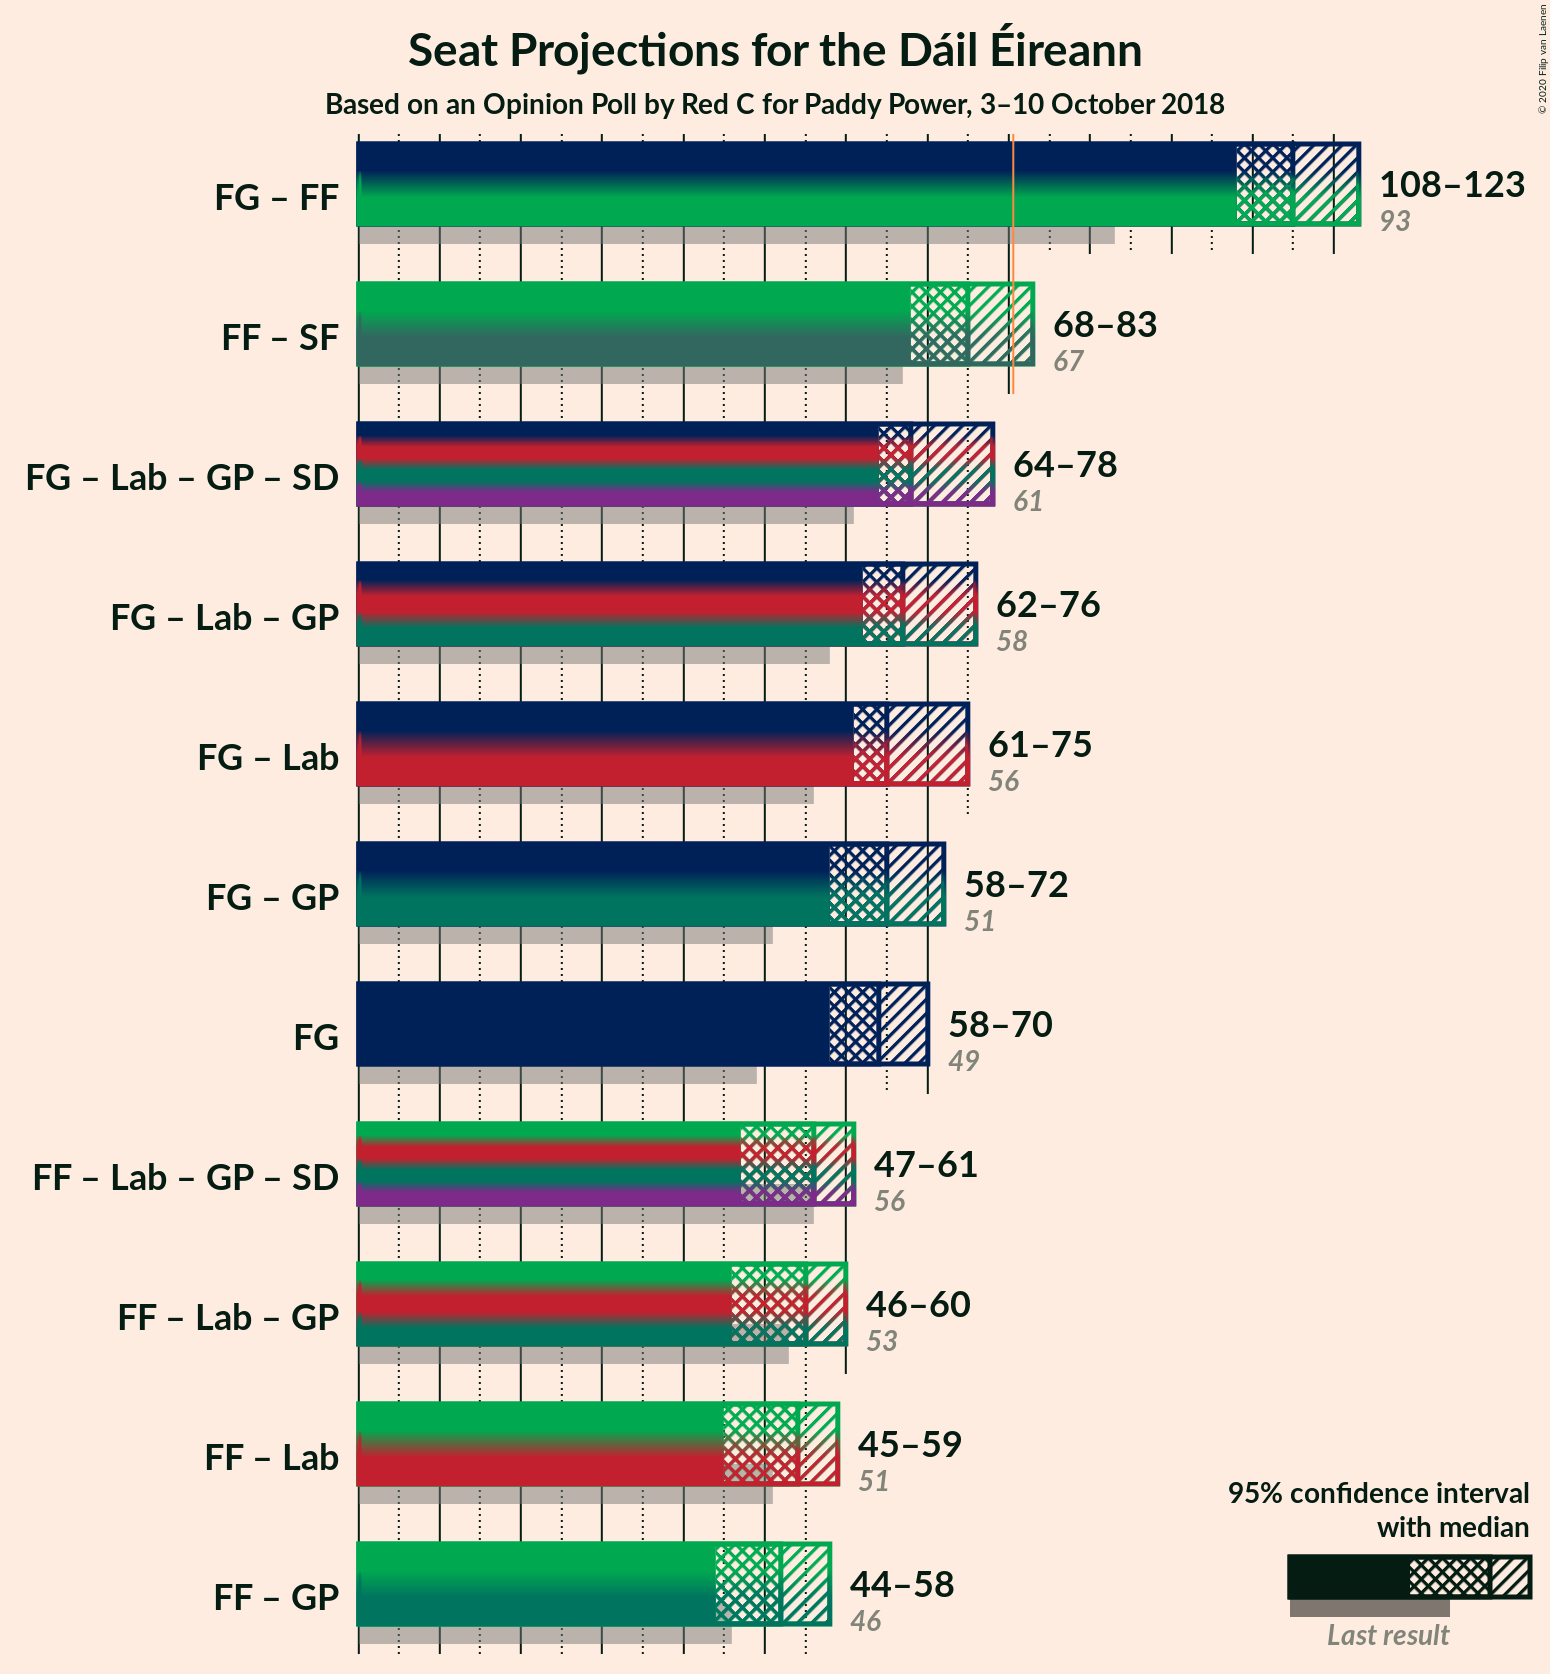 Seat Projections for the Dáil Éireann
Based on an Opinion Poll by Red C for Paddy Power, 3–10 October 2018
© 2020 Filip van Laenen
FG – FF
108–123
93
FF – SF
68–83
67
FG – Lab – GP – SD
64–78
61
FG – Lab – GP
62–76
58
FG – Lab
61–75
56
FG – GP
58–72
51
FG
58–70
49
FF – Lab – GP – SD
47–61
56
FF – Lab – GP
46–60
53
FF – Lab
45–59
51
FF – GP
44–58
46
95% confidence interval
with median
Last result